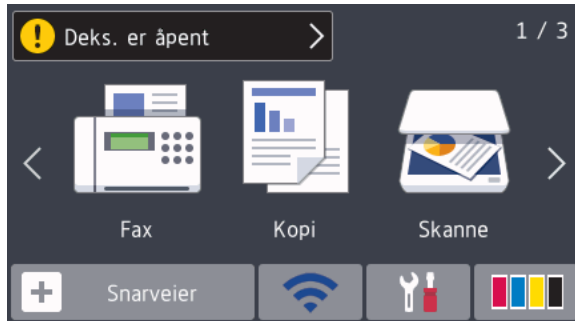 Deks. er åpent
1 / 3
Fax
Kopi
Skanne
Snarveier